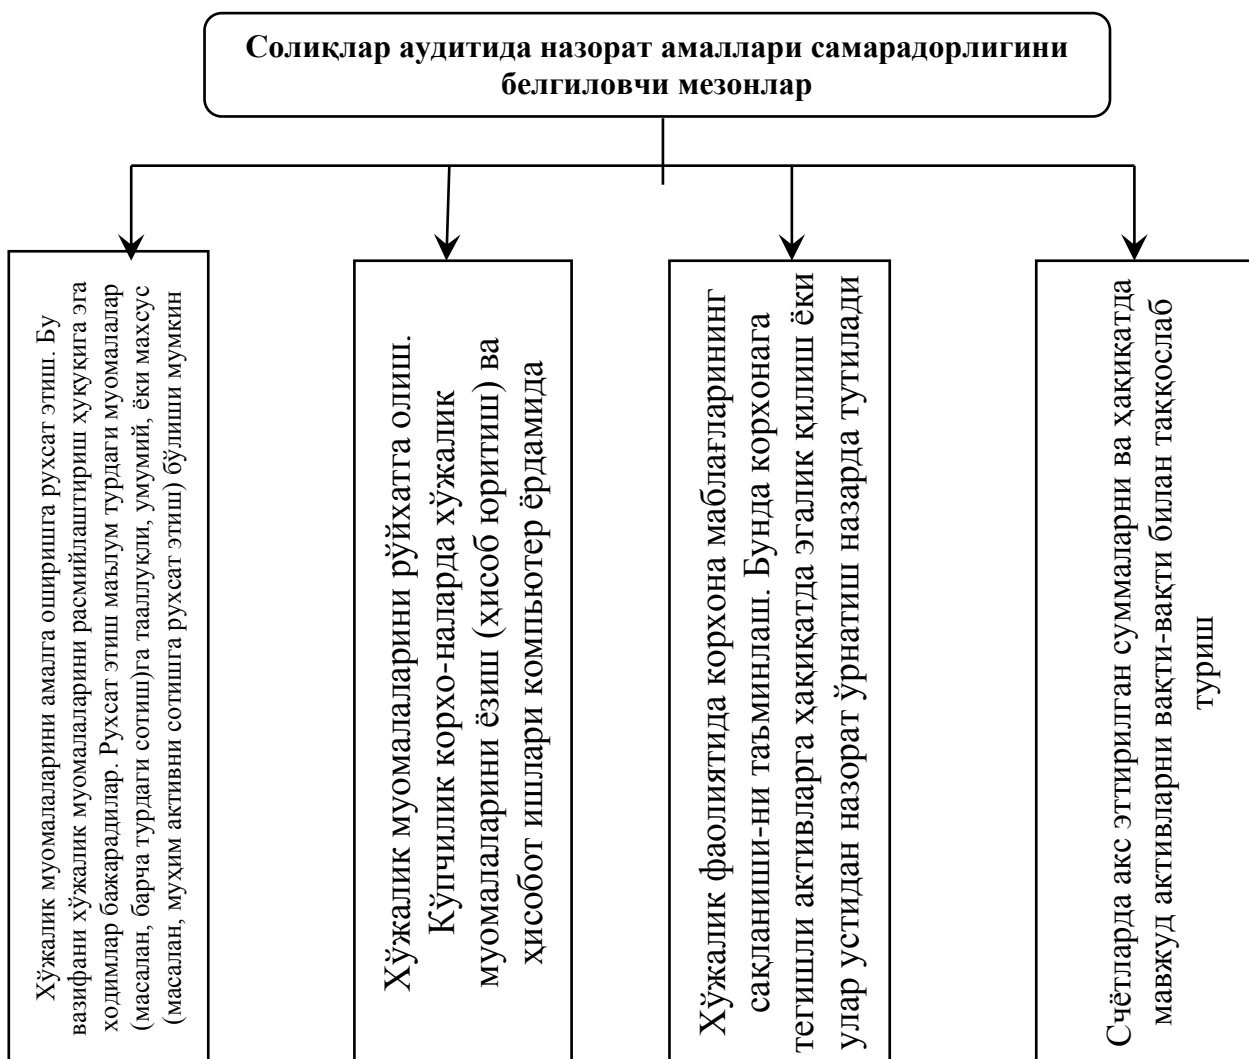 Солиқлар аудитида назорат амаллари самарадорлигини
белгиловчи мезонлар
Хўжалик муомалаларини амалга оширишга рухсат этиш. Бу
вазифани хўжалик муомалаларини расмийлаштириш ҳуқуқига эга
ходимлар бажарадилар. Рухсат этиш маълум турдаги муомалалар
(масалан, барча турдаги сотиш)га тааллуқли, умумий, ёки махсус
(масалан, муҳим активни сотишга рухсат этиш) бўлиши мумкин
Хўжалик муомалаларини рўйхатга олиш.
Кўпчилик корхо-наларда хўжалик
муомалаларини ёзиш (ҳисоб юритиш) ва
ҳисобот ишлари компьютер ёрдамида
Хўжалик фаолиятида корхона маблағларининг
сақланиши-ни таъминлаш. Бунда корхонага
тегишли активларга ҳақиқатда эгалик қилиш ёки
улар устидан назорат ўрнатиш назарда тутилади
Счётларда акс эттирилган суммаларни ва ҳақиқатда
мавжуд активларни вақти-вақти билан таққослаб
туриш